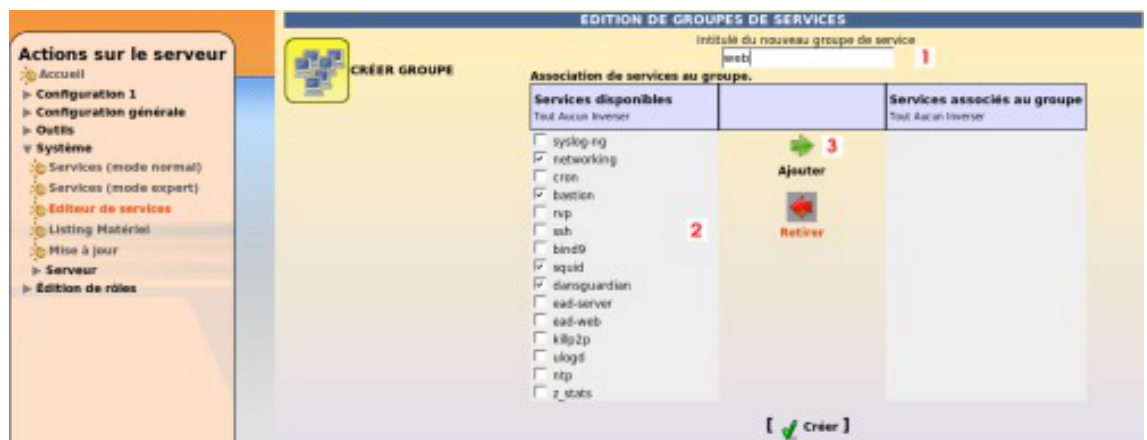 EDITION DE GROUPES DE SERVICES
Actions sur le serveur
Accueil
Configuration 1
Configuration générale
Outils
Système
Services (mode normal)
Services (mode expert)
Editeur de services
Listing Matériel
Mise à jour
Serveur
Edition de rôles
CRÉER GROUPE
Intitulé du nouveau groupe de service
web 1
Association de services au groupe.
Services disponibles
Tout Aucun Inverser
Services associés au groupe
Tout Aucun Inverser
syslog-ng
networking
cron
bastion
rvp
ssh
bind9
squid
dansguardian
ead-server
ead-web
killp2p
ulogd
ntp
z_stats
2
3
Ajouter
Retirer
[ Créer ]